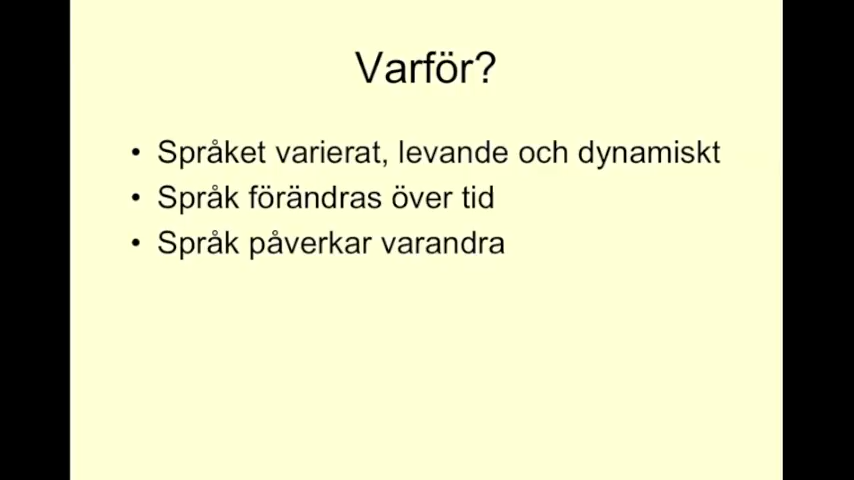 Varför?
• Språket varierat, levande och dynamiskt
• Språk förändras över tid
• Språk påverkar varandra